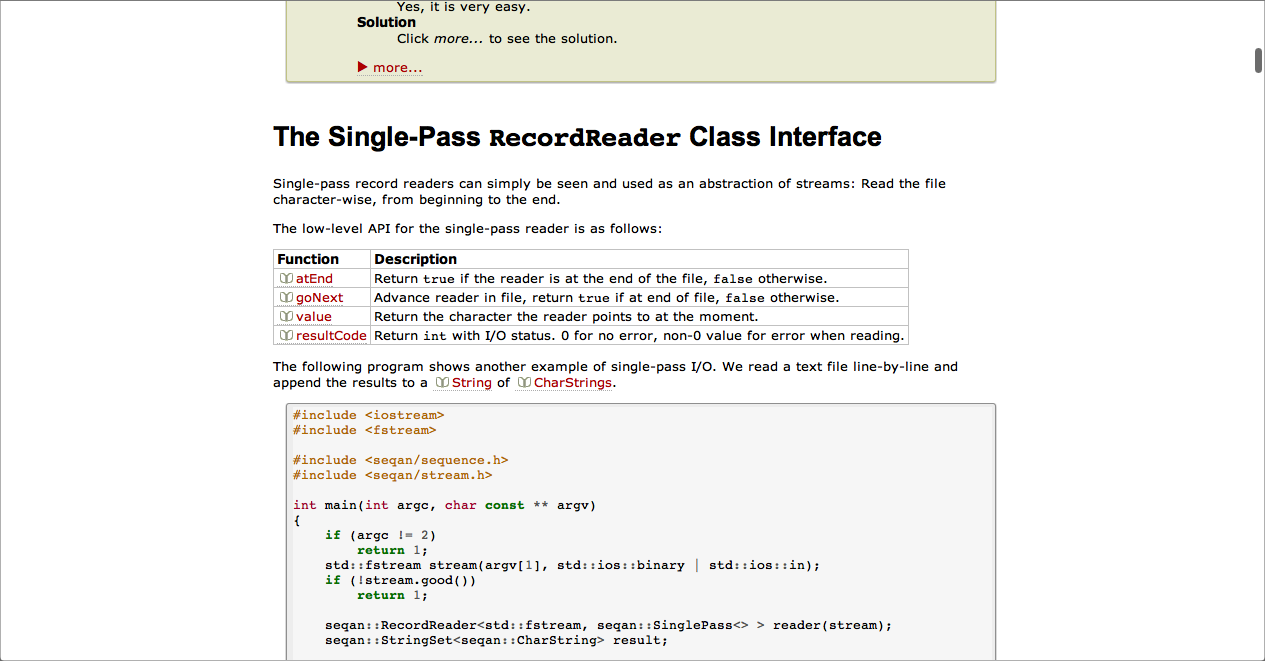 Yes, it is very easy.
Solution
Click more... to see the solution.
▶ more...
The Single-Pass RecordReader Class Interface
Single-pass record readers can simply be seen and used as an abstraction of streams: Read the file
character-wise, from beginning to the end.
The low-level API for the single-pass reader is as follows:
Function Description
atEnd Return true if the reader is at the end of the file, false otherwise.
goNext Advance reader in file, return true if at end of file, false otherwise.
value Return the character the reader points to at the moment.
resultCode Return int with I/O status. 0 for no error, non-0 value for error when reading.
The following program shows another example of single-pass I/O. We read a text file line-by-line and
append the results to a String of CharStrings.
#include <iostream>
#include <fstream>
#include <seqan/sequence.h>
#include <seqan/stream.h>
int main(int argc, char const ** argv)
{
    if (argc != 2)
        return 1;
    std::fstream stream(argv[1], std::ios::binary | std::ios::in);
    if (!stream.good())
        return 1;
    seqan::RecordReader<std::fstream, seqan::SinglePass<> > reader(stream);
    seqan::StringSet<seqan::CharString> result;